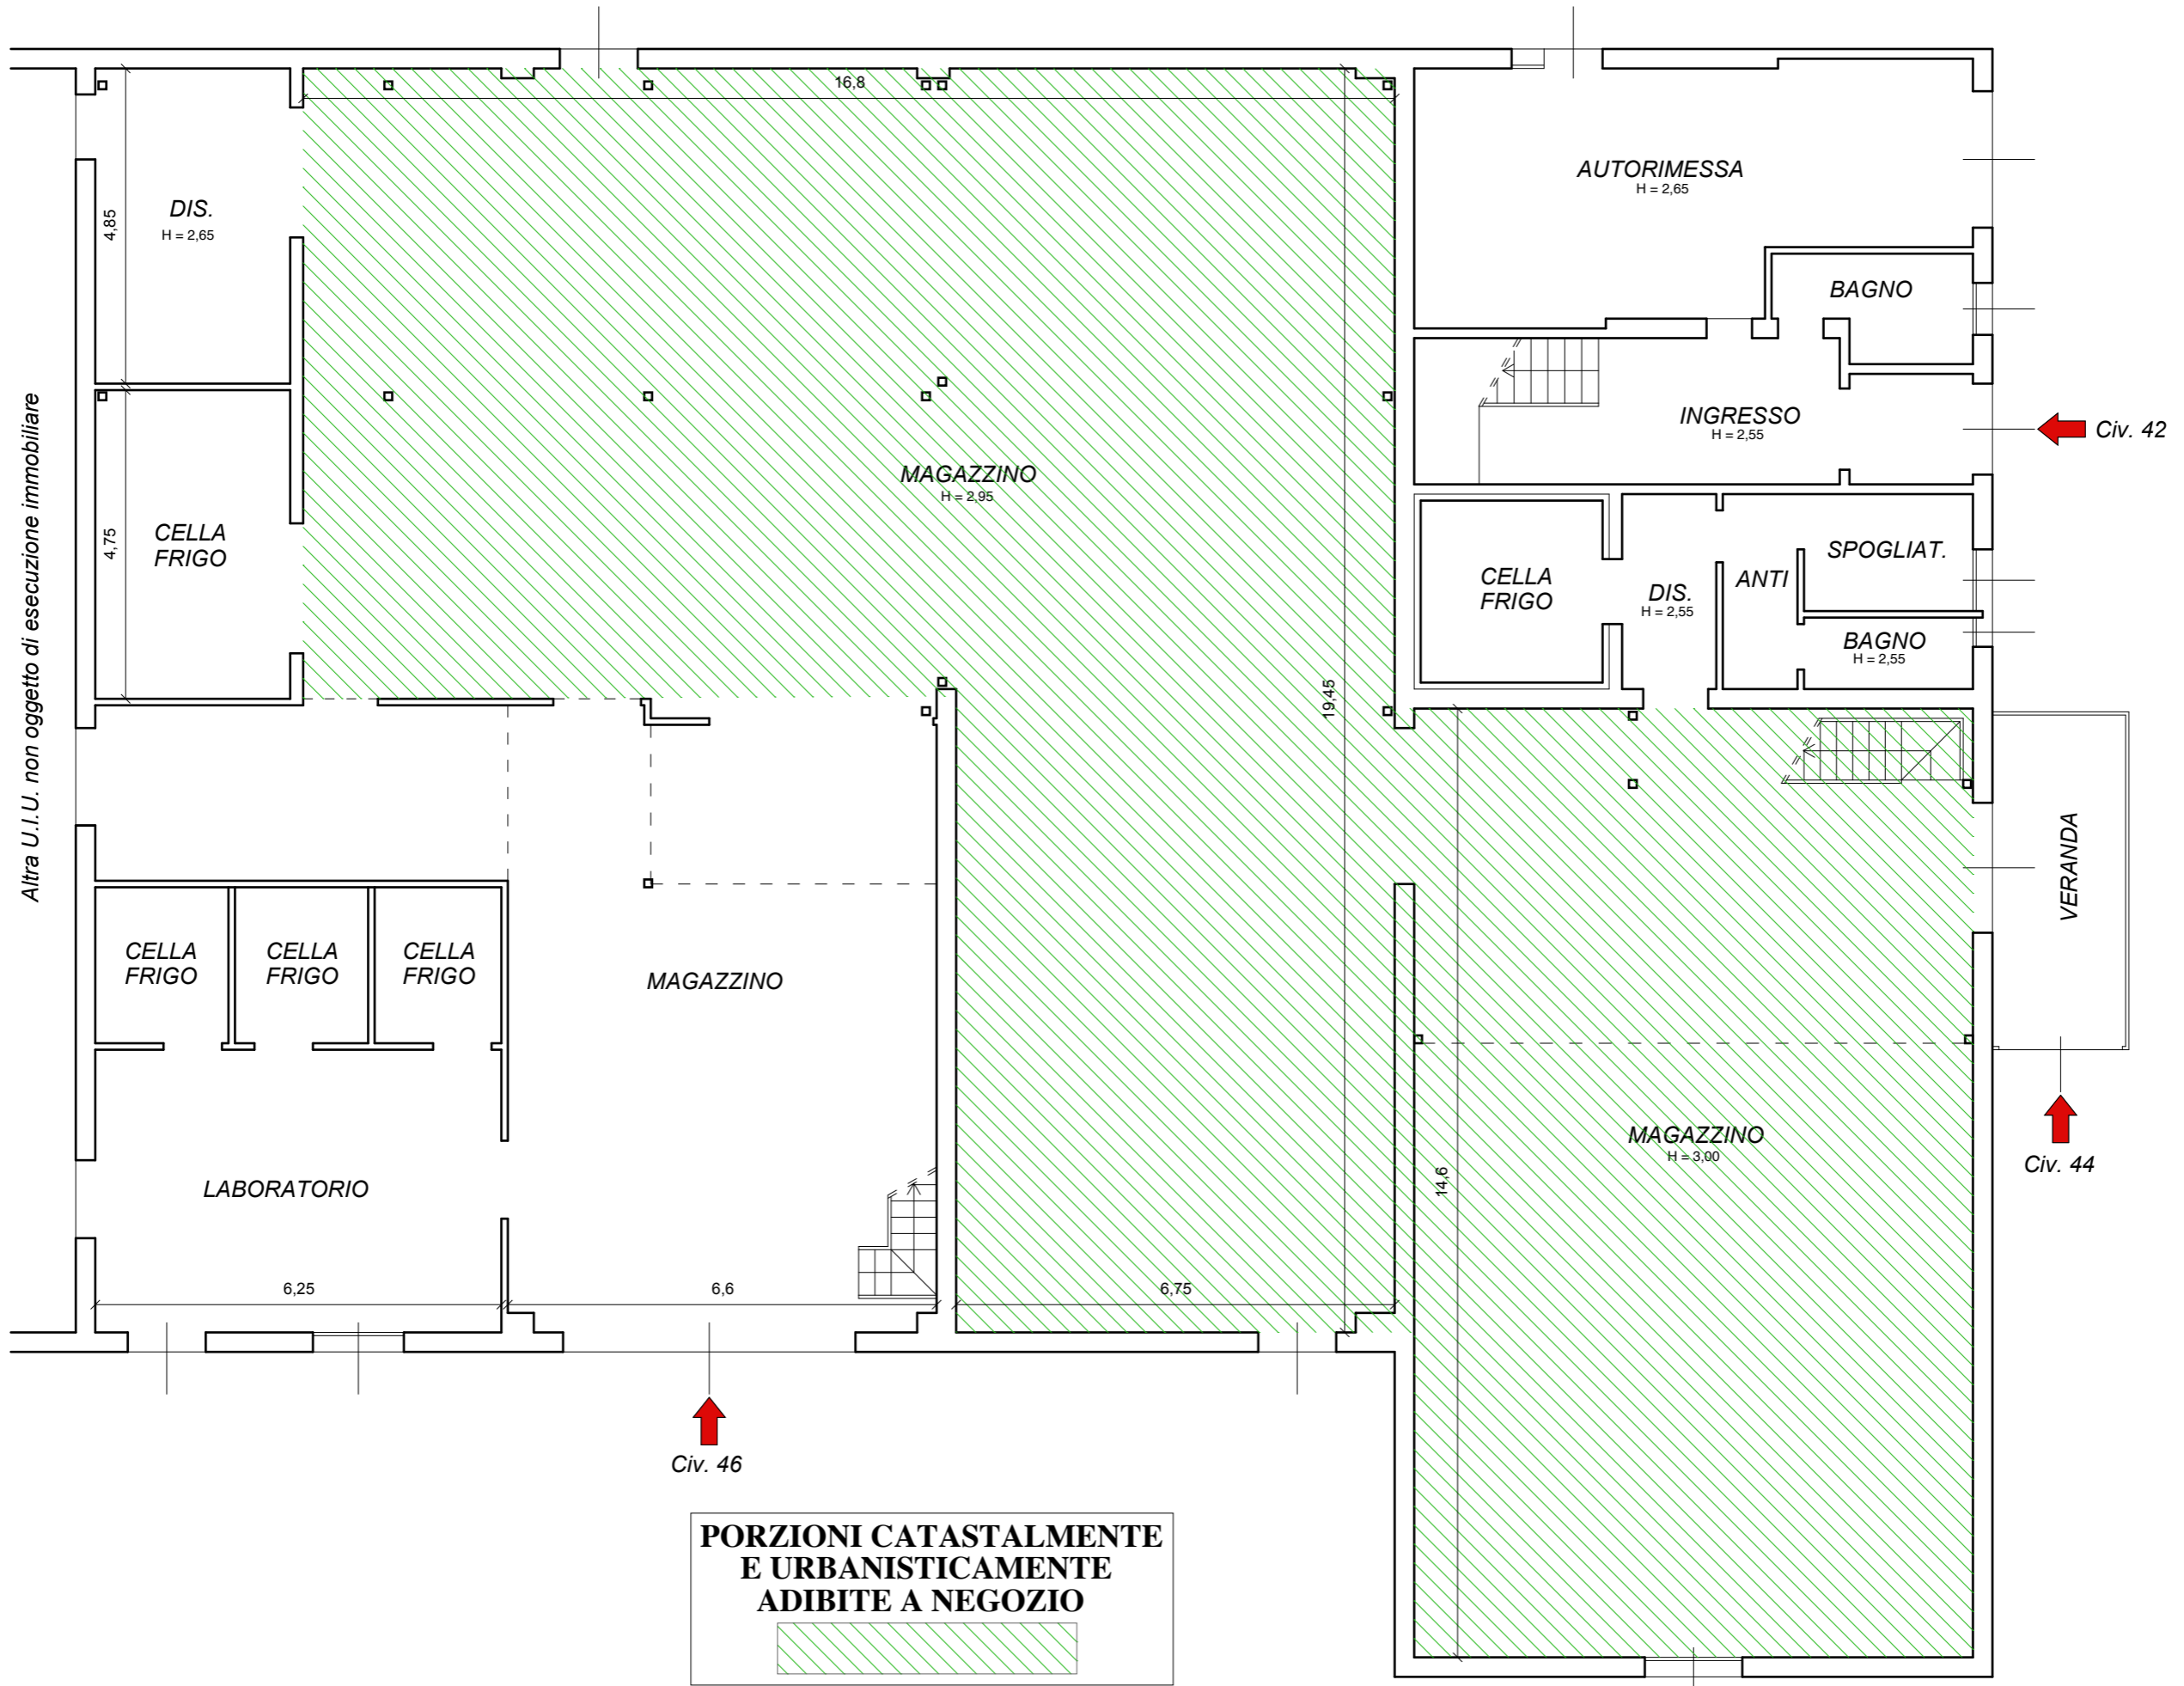 16,8
AUTORIMESSA
H = 2,65
DIS.
H = 2,65
4,85
BAGNO
INGRESSO
H = 2,55
Civ. 42
Altra U.I.U. non oggetto di esecuzione immobiliare
MAGAZZINO
H = 2,95
CELLA
FRIGO
4,75
SPOGLIAT.
CELLA
FRIGO
DIS.
H = 2,55
ANTI
BAGNO
H = 2,55
19,45
VERANDA
CELLA
FRIGO
CELLA
FRIGO
CELLA
FRIGO
MAGAZZINO
MAGAZZINO
H = 3,00
14,6
Civ. 44
LABORATORIO
6,25
6,6
6,75
Civ. 46
PORZIONI CATASTALMENTE
E URBANISTICAMENTE
ADIBITE A NEGOZIO